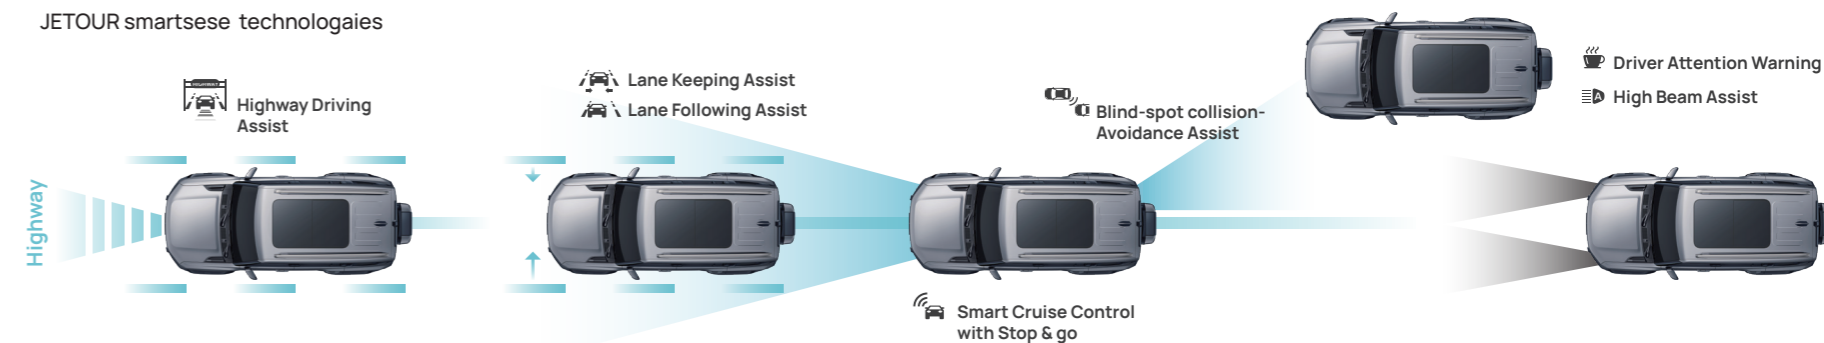 JETOUR smartsese technologaies
Highway
Highway Driving
Assist
Lane Keeping Assist
Lane Following Assist
Blind-spot collision-
Avoidance Assist
Smart Cruise Control
with Stop & go
Driver Attention Warning
High Beam Assist
A